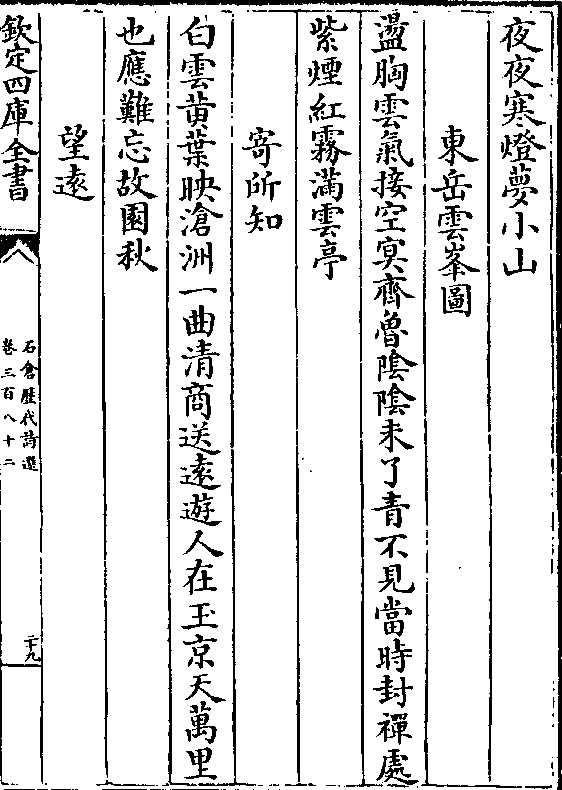 夜夜寒燈夢小山
東岳雲峯圖
盪胸雲氣接空冥齊魯陰陰未了青不見當時封禪處
紫煙紅霧滿雲亭
寄所知
白雲黄葉映滄洲一曲清商送遠遊人在玉京天萬里
也應難忘故園秋
望遠
欽定四庫全書
石倉歷代詩選
卷三百八十二
二十九